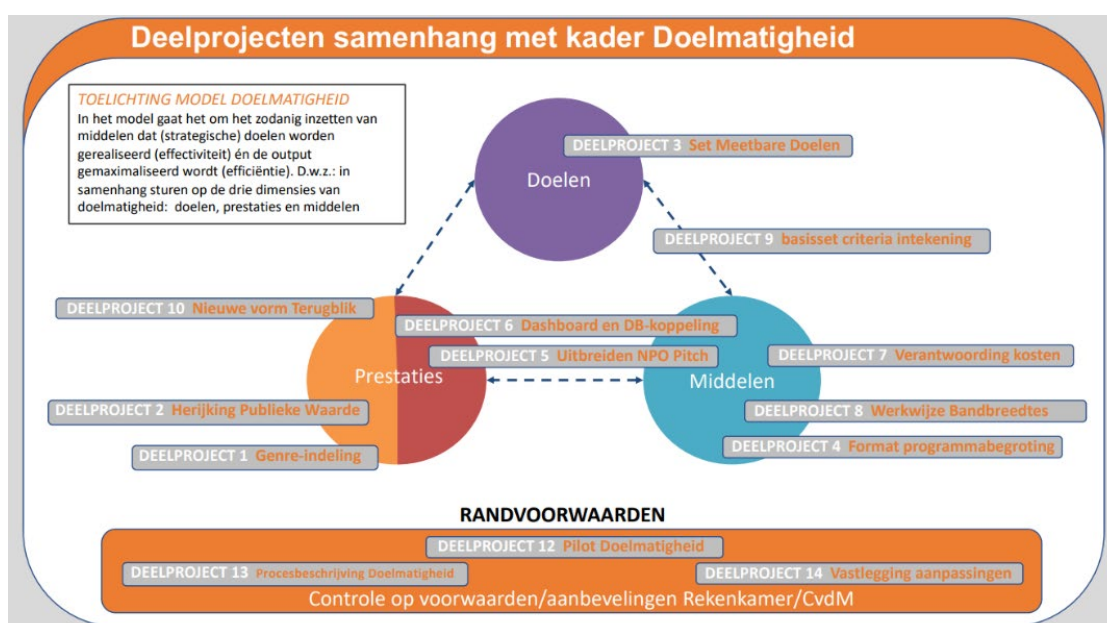 Deelprojecten samenhang met kader Doelmatigheid
TOELICHTING MODEL DOELMATIGHEID
In het model gaat het om het zodanig inzetten van
middelen dat (strategische) doelen worden
gerealiseerd (effectiviteit) én de output
gemaximaliseerd wordt (efficiëntie). D.w.z.: in
samenhang sturen op de drie dimensies van
doelmatigheid: doelen, prestaties en middelen
DEELPROJECT 3 Set Meetbare Doelen
Doelen
DEELPROJECT 9 basisset criteria intekening
DEELPROJECT 10 Nieuwe vorm Terugblik
DEELPROJECT 6 Dashboard en DB-koppeling
DEELPROJECT 5 Uitbreiden NPO Pitch
DEELPROJECT 7 Verantwoording kosten
Prestaties
Middelen
DEELPROJECT 2 Herijking Publieke Waarde
DEELPROJECT 8 Werkwijze Bandbreedtes
DEELPROJECT 1 Genre-indeling
DEELPROJECT 4 Format programmabegroting
RANDVOORWAARDEN
DEELPROJECT 12 Pilot Doelmatigheid
DEELPROJECT 13 Procesbeschrijving Doelmatigheid
DEELPROJECT 14 Vastlegging aanpassingen
Controle op voorwaarden/aanbevelingen Rekenkamer/CvdM